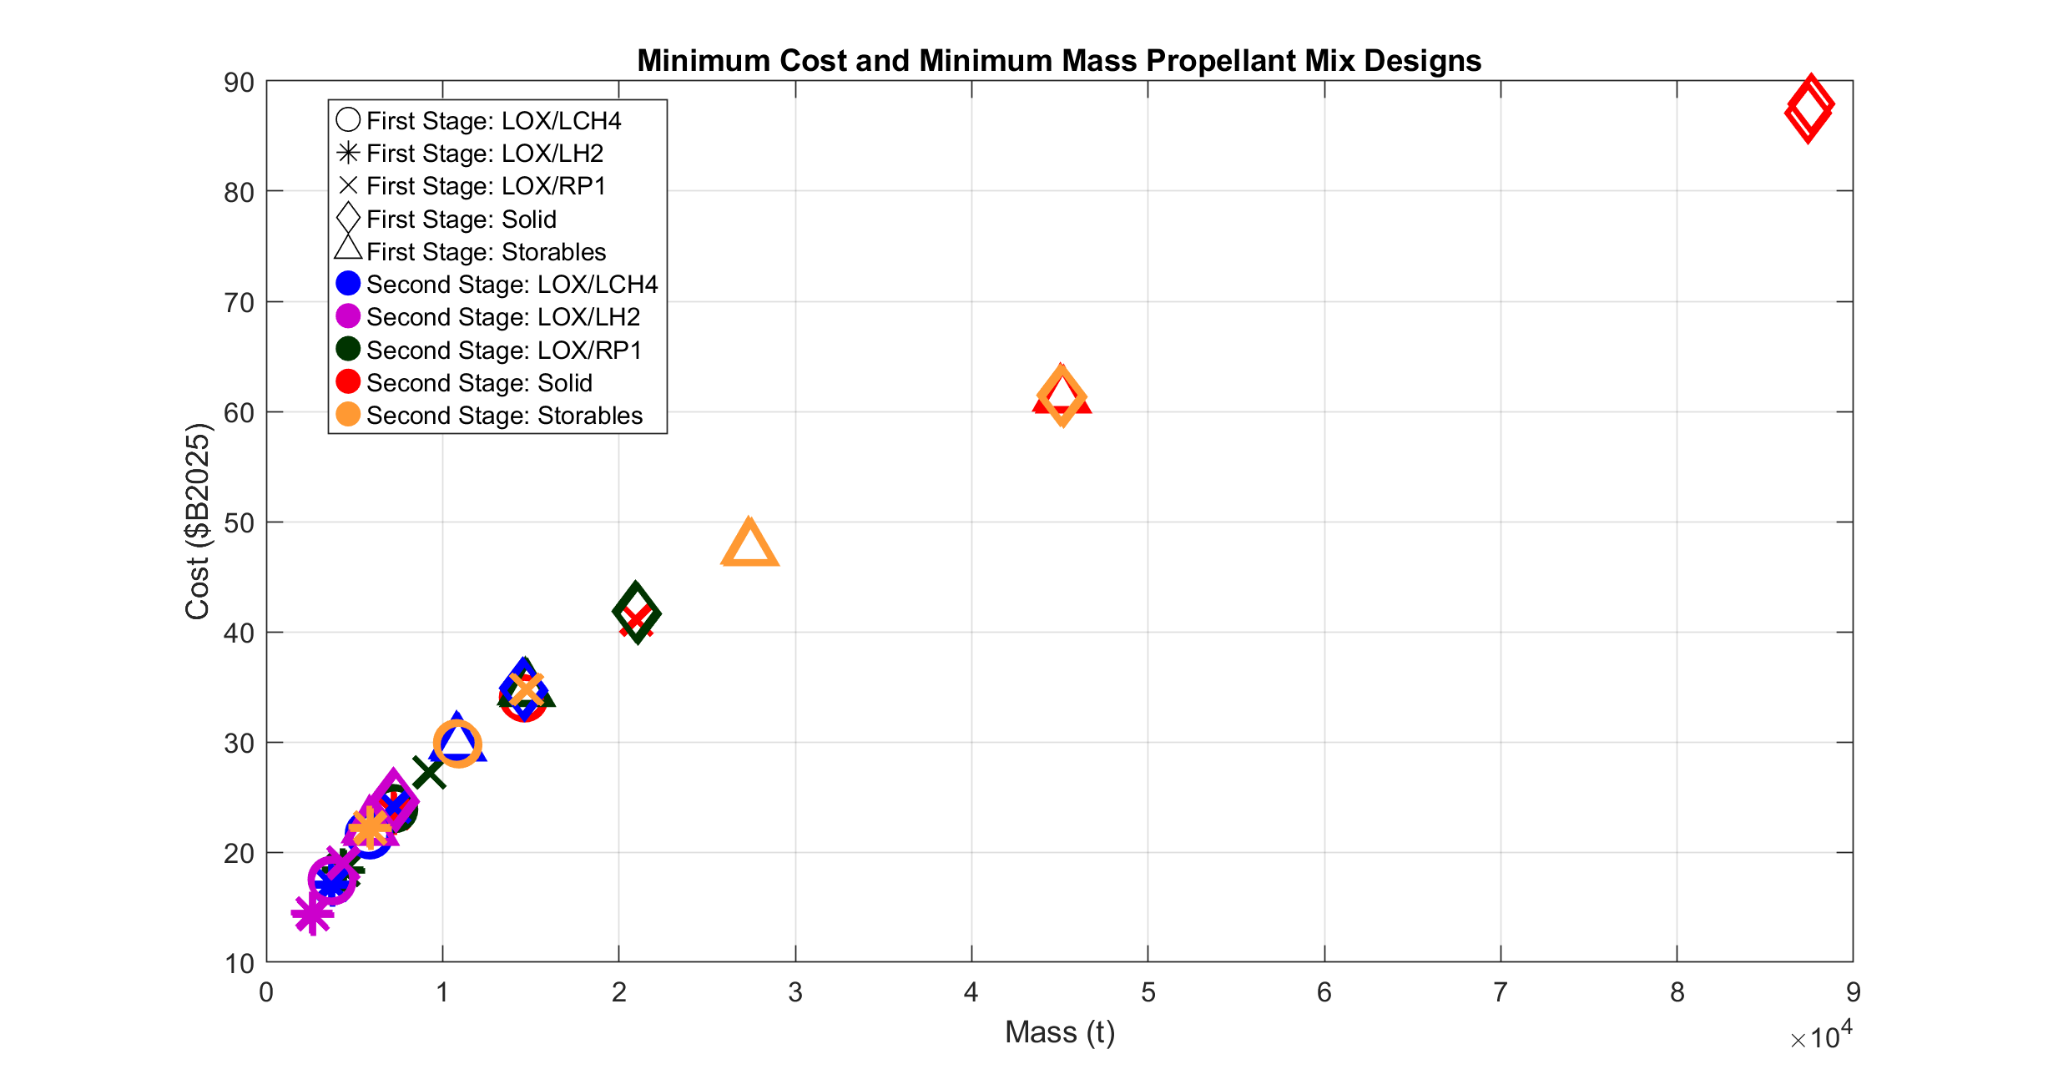 Minimum Cost and Minimum Mass Propellant Mix Designs
90
80
70
60
50
40
30
20
10
Cost ($B2025)
First Stage: LOX/LCH4
First Stage: LOX/LH2
First Stage: LOX/RP1
First Stage: Solid
First Stage: Storables
Second Stage: LOX/LCH4
Second Stage: LOX/LH2
Second Stage: LOX/RP1
Second Stage: Solid
Second Stage: Storables
0 1 2 3 4 5 6 7 8 9
Mass (t)
×10⁴